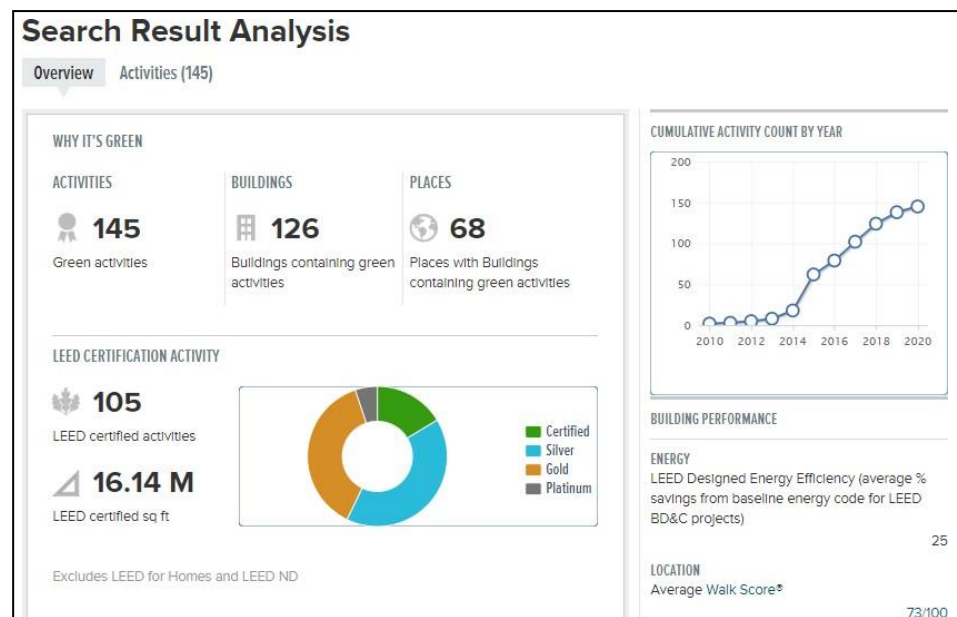 Search Result Analysis
Overview Activities (145)
WHY IT'S GREEN
ACTIVITIES
145
Green activities
BUILDINGS
126
Buildings containing green
activities
PLACES
68
Places with Buildings
containing green activities
LEED CERTIFICATION ACTIVITY
105
LEED certified activities
16.14 M
LEED certified sq ft
Certified
Silver
Gold
Platinum
Excludes LEED for Homes and LEED ND
CUMULATIVE ACTIVITY COUNT BY YEAR
200
150
100
50
0
2010 2012 2014 2016 2018 2020
BUILDING PERFORMANCE
ENERGY
LEED Designed Energy Efficiency (average %
savings from baseline energy code for LEED
BD&C projects)
25
LOCATION
Average Walk Score®
73/100